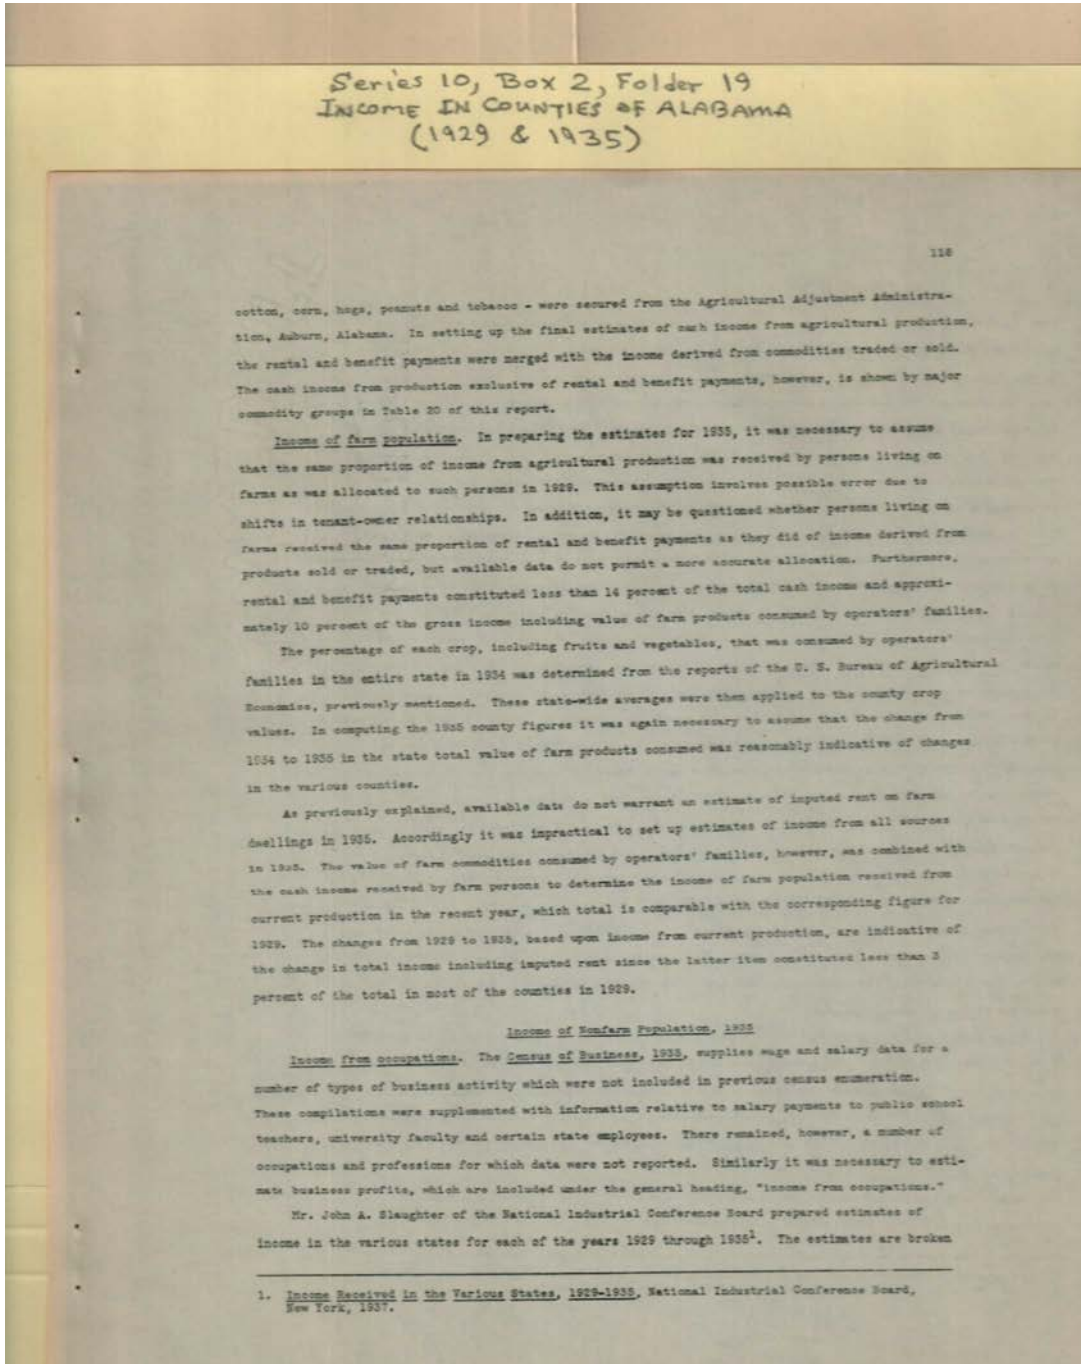 Series 10, Box 2, Folder 19
INCOME IN COUNTIES OF ALABAMA
(1929 & 1935)
118
cotton, corn, hogs, peanuts and tobacco - were secured from the Agricultural Adjustment Administra-
tion, Auburn, Alabama. In setting up the final estimates of cash income from agricultural production,
the rental and benefit payments were merged with the income derived from commodities traded or sold.
The cash income from production exclusive of rental and benefit payments, however, is shown by major
commodity groups in Table 20 of this report.
Income of farm population. In preparing the estimates for 1935, it was necessary to assume
that the same proportion of income from agricultural production was received by persons living on
farms as was allocated to such persons in 1929. This assumption involves possible error due to
shifts in tenant-owner relationships. In addition, it may be questioned whether persons living on
farms received the same proportion of rental and benefit payments as they did of income derived from
products sold or traded, but available data do not permit a more accurate allocation. Furthermore,
rental and benefit payments constituted less than 14 percent of the total cash income and approxi-
mately 10 percent of the gross income including value of farm products consumed by operators' families.
The percentage of each crop, including fruits and vegetables, that was consumed by operators'
families in the entire state in 1934 was determined from the reports of the U. S. Bureau of Agricultural
Economics, previously mentioned. These state-wide averages were then applied to the county crop
values. In computing the 1935 county figures it was again necessary to assume that the change from
1934 to 1935 in the state total value of farm products consumed was reasonably indicative of changes
in the various counties.
As previously explained, available data do not warrant an estimate of imputed rent on farm
dwellings in 1935. Accordingly it was impractical to set up estimates of income from all sources
in 1935. The value of farm commodities consumed by operators' families, however, was combined with
the cash income received by farm persons to determine the income of farm population received from
current production in the recent year, which total is comparable with the corresponding figure for
1929. The changes from 1929 to 1935, based upon income from current production, are indicative of
the change in total income including imputed rent since the latter item constituted less than 3
percent of the total in most of the counties in 1929.
Income of Nonfarm Population, 1935
Income from occupations. The Census of Business, 1935, supplies wage and salary data for a
number of types of business activity which were not included in previous census enumeration.
These compilations were supplemented with information relative to salary payments to public school
teachers, university faculty and certain state employees. There remained, however, a number of
occupations and professions for which data were not reported. Similarly it was necessary to esti-
mate business profits, which are included under the general heading, "income from occupations."
Mr. John A. Slaughter of the National Industrial Conference Board prepared estimates of
income in the various states for each of the years 1929 through 1935¹. The estimates are broken
1. Income Received in the Various States, 1929-1935, National Industrial Conference Board,
New York, 1937.